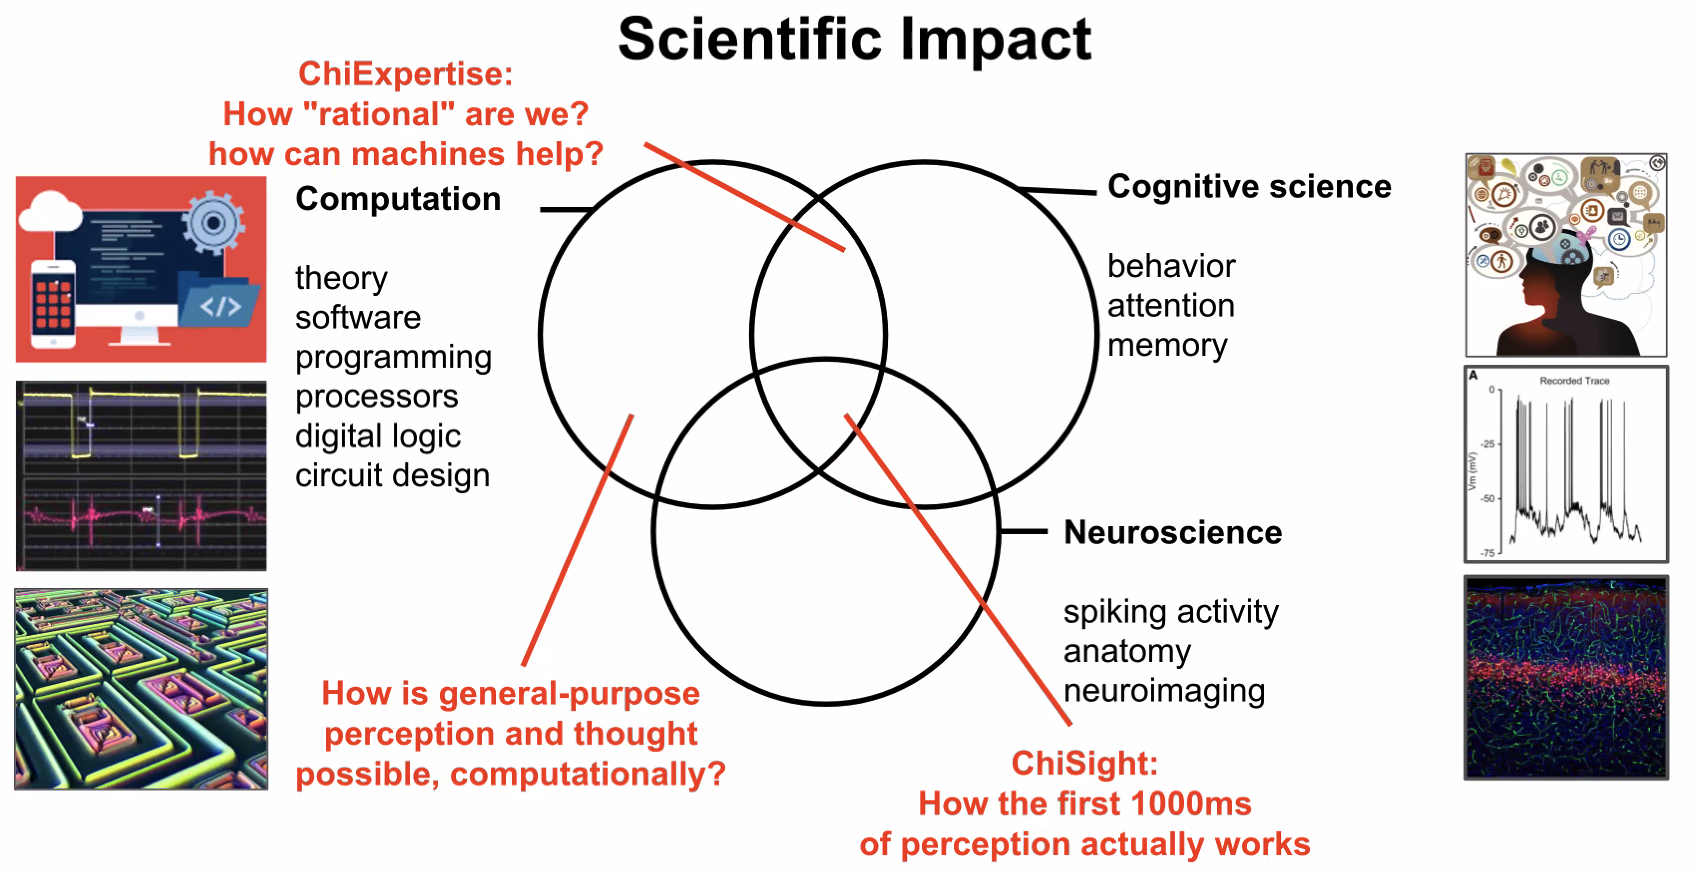 Scientific Impact
ChiExpertise:
How "rational" are we?
how can machines help?
Computation
theory
software
programming
processors
digital logic
circuit design
Cognitive science
behavior
attention
memory
Neuroscience
spiking activity
anatomy
neuroimaging
How is general-purpose
perception and thought
possible, computationally?
ChiSight:
How the first 1000ms
of perception actually works
</>
A
Recorded Trace
Vm (mV)
0
-25
-50
-75